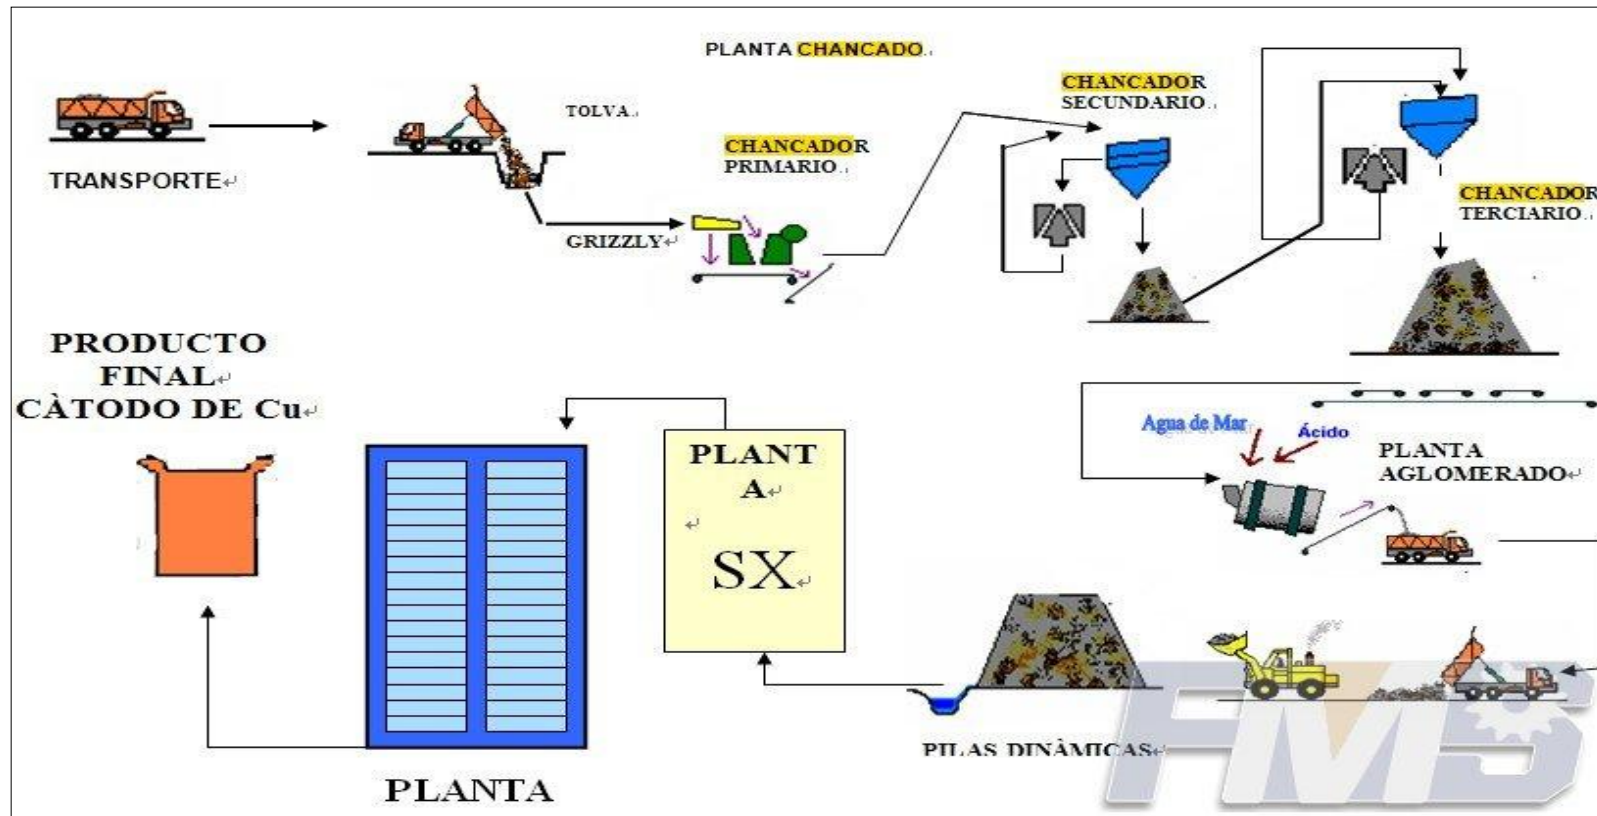 PLANTA CHANCADO.
TRANSPORTE
TOLVA.
GRIZZLY
CHANCADOR
PRIMARIO.
CHANCADOR
SECUNDARIO.
CHANCADOR
TERCIARIO.
Agua de Mar
Ácido
PLANTA
AGLOMERADO
PILAS DINÀMICAS
PLANT
A
SX
PLANTA
PRODUCTO
FINAL
CÀTODO DE Cu
FMS